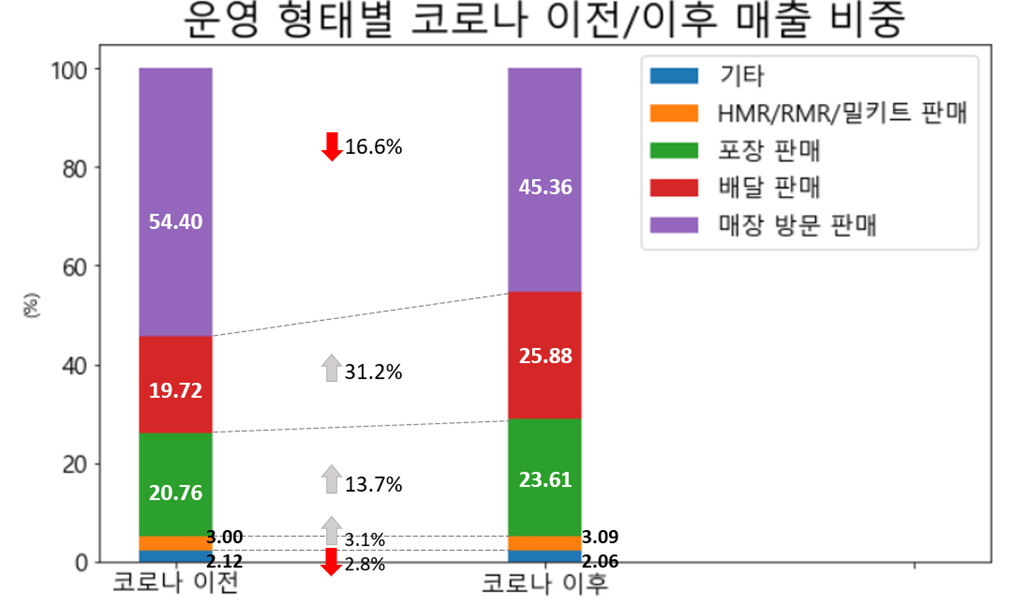 운영 형태별 코로나 이전/이후 매출 비중
기타
HMR/RMR/밀키트 판매
포장 판매
배달 판매
매장 방문 판매
(%)
100
80
60
40
20
0
54.40
19.72
20.76
3.00
2.12
16.6%
31.2%
13.7%
3.1%
2.8%
45.36
25.88
23.61
3.09
2.06
코로나 이전
코로나 이후